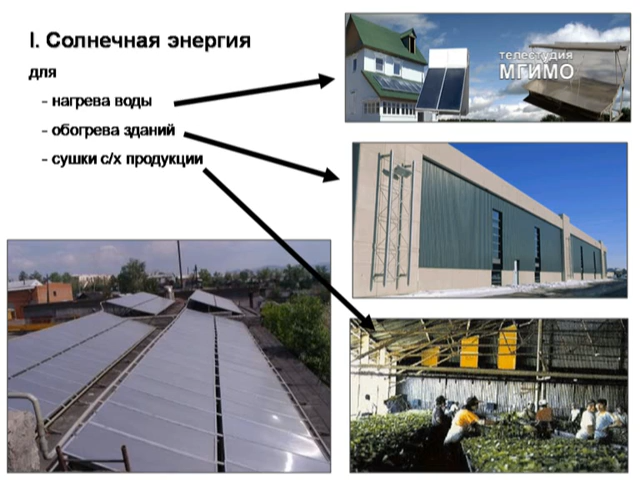 I. Солнечная энергия
для
- нагрева воды
- обогрева зданий
- сушки с/х продукции
телестудия
МГИМО